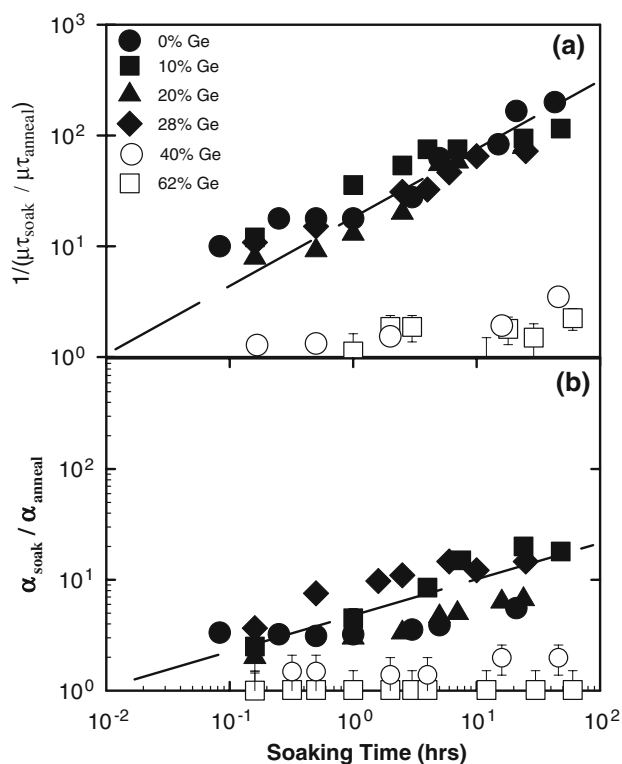 10³
(a)
0% Ge
10% Ge
20% Ge
28% Ge
40% Ge
62% Ge
10²
10¹
10⁰
1/(μτsoak / μτanneal)
(b)
10²
10¹
10⁰
αsoak / αanneal
10⁻² 10⁻¹ 10⁰ 10¹ 10²
Soaking Time (hrs)